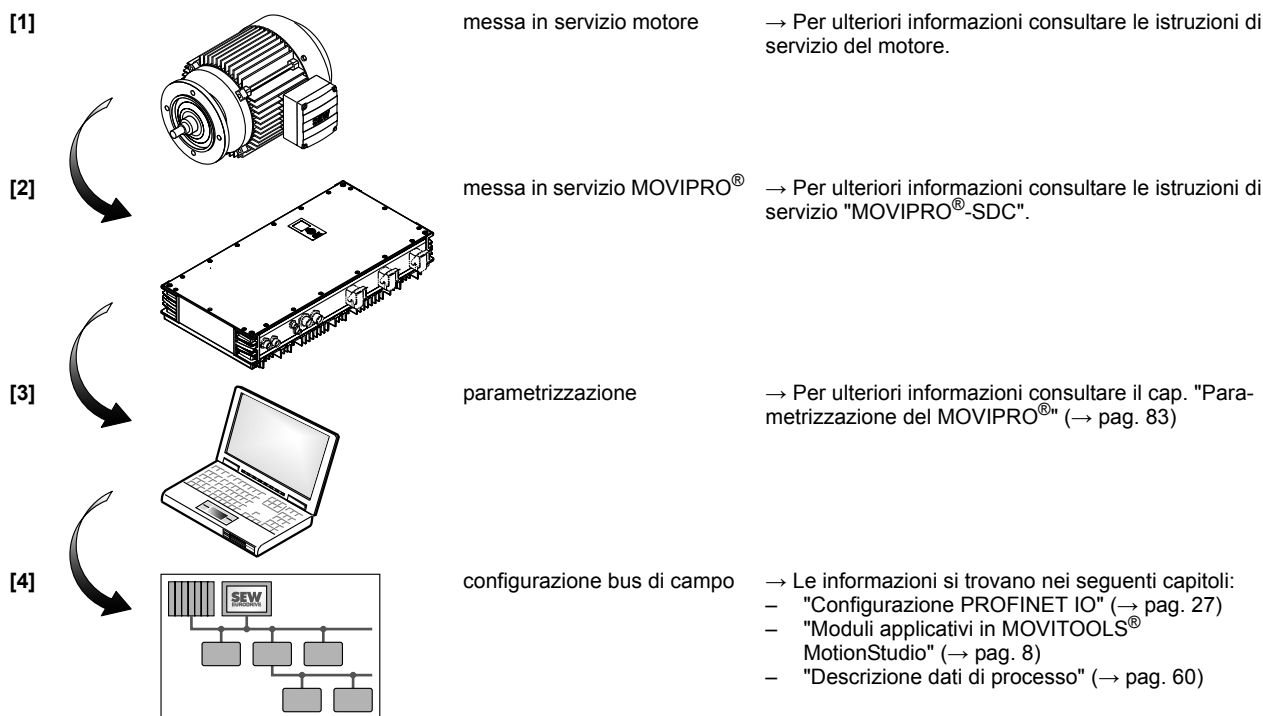 [1]
messa in servizio motore
→ Per ulteriori informazioni consultare le istruzioni di
servizio del motore.
[2]
messa in servizio MOVIPRO®
→ Per ulteriori informazioni consultare le istruzioni di
servizio "MOVIPRO®-SDC".
[3]
parametrizzazione
→ Per ulteriori informazioni consultare il cap. "Para-
metrizzazione del MOVIPRO®" (→ pag. 83)
[4]
SEW
EURODRIVE
configurazione bus di campo
→ Le informazioni si trovano nei seguenti capitoli:
– "Configurazione PROFINET IO" (→ pag. 27)
– "Moduli applicativi in MOVITOOLS®
MotionStudio" (→ pag. 8)
– "Descrizione dati di processo" (→ pag. 60)